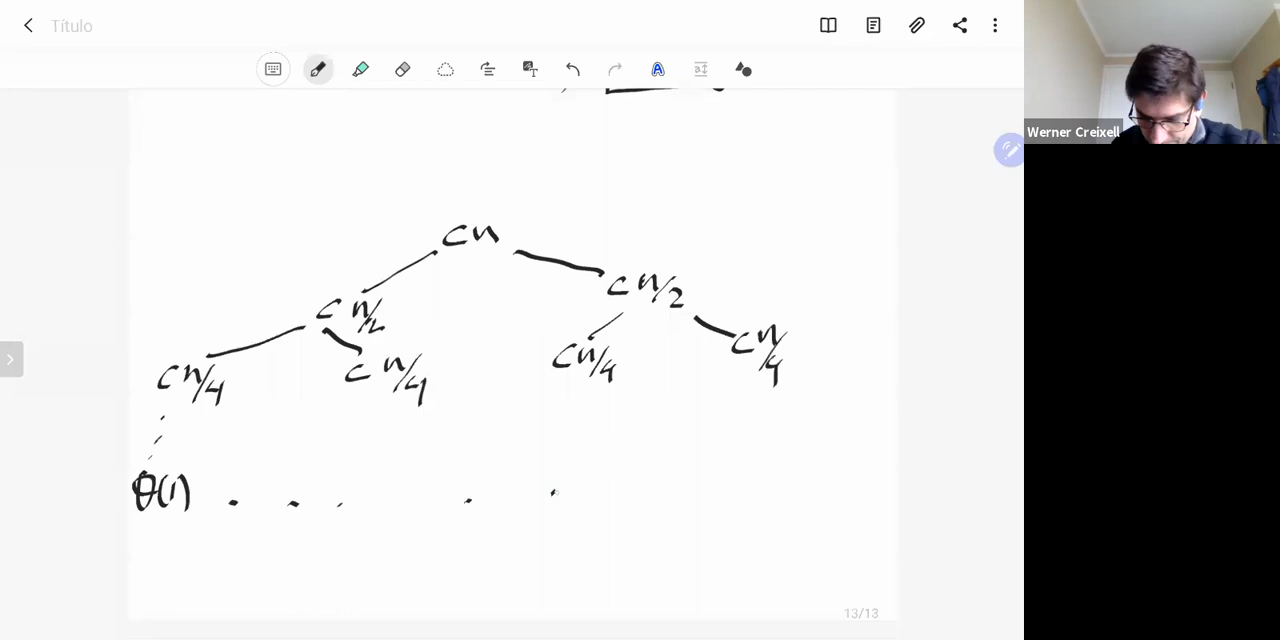 Título
Werner Creixell
cn
cn/2 cn/2
cn/4 cn/4 cn/4 cn/4
Θ(1) . . . . .
13/13